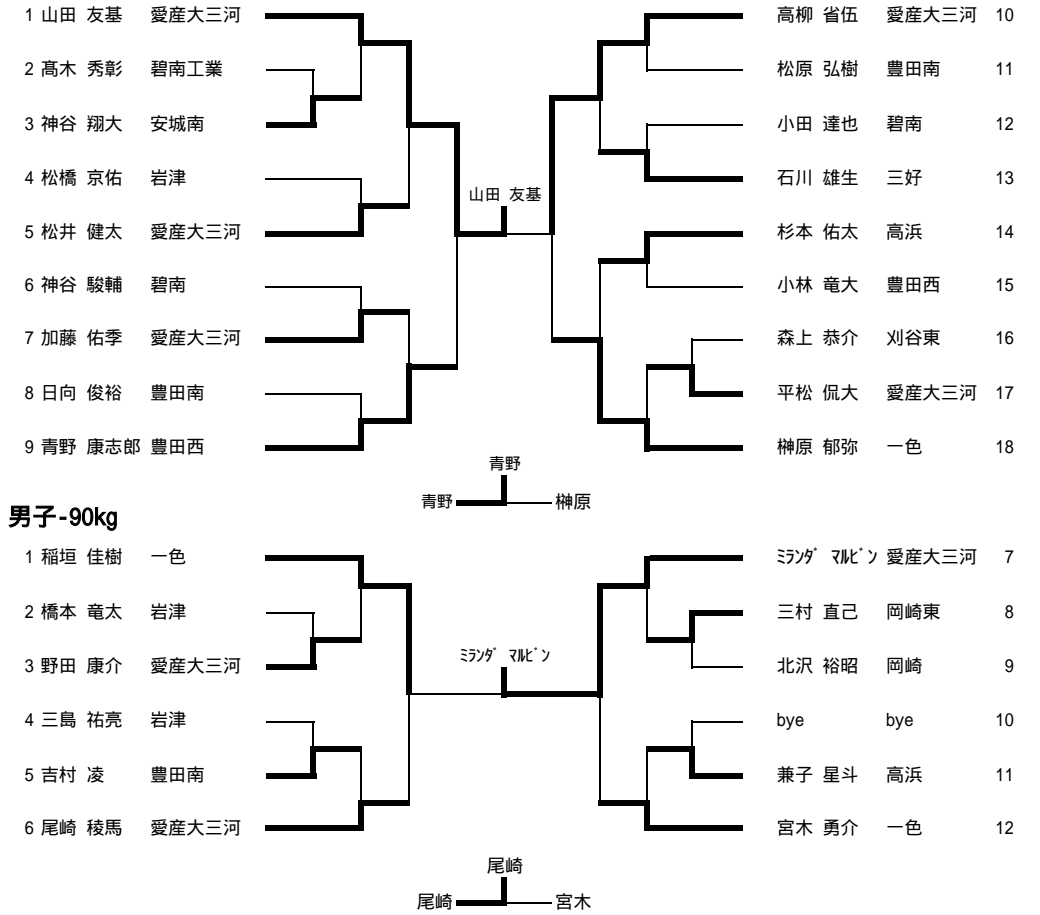 1 山田 友基 愛産大三河 高柳 省伍 愛産大三河 10
2 髙木 秀彰 碧南工業 松原 弘樹 豊田南 11
3 神谷 翔大 安城南 小田 達也 碧南 12
4 松橋 京佑 岩津 石川 雄生 三好 13
山田 友基
5 松井 健太 愛産大三河 杉本 佑太 高浜 14
6 神谷 駿輔 碧南 小林 竜大 豊田西 15
7 加藤 佑季 愛産大三河 森上 恭介 刈谷東 16
8 日向 俊裕 豊田南 平松 侃大 愛産大三河 17
9 青野 康志郎 豊田西 榊原 郁弥 一色 18
青野
青野 榊原
男子-90kg
1 稲垣 佳樹 一色 ﾐﾗﾝﾀﾞ ﾏﾙﾋﾞﾝ 愛産大三河 7
2 橋本 竜太 岩津 三村 直己 岡崎東 8
ﾐﾗﾝﾀﾞ ﾏﾙﾋﾞﾝ
3 野田 康介 愛産大三河 北沢 裕昭 岡崎 9
4 三島 祐亮 岩津 bye bye 10
5 吉村 凌 豊田南 兼子 星斗 高浜 11
6 尾崎 稜馬 愛産大三河 宮木 勇介 一色 12
尾崎
尾崎 宮木